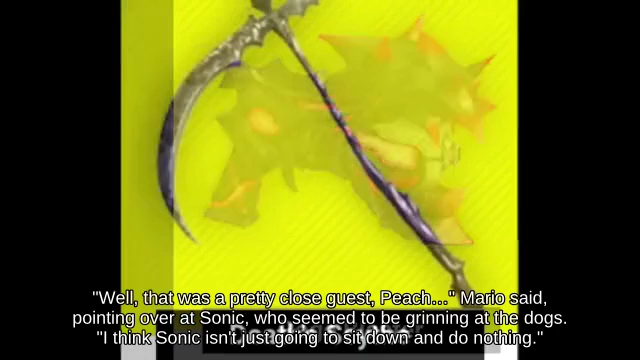 "Well, that was a pretty close guest, Peach…" Mario said,
pointing over at Sonic, who seemed to be grinning at the dogs.
"I think Sonic isn't just going to sit down and do nothing."